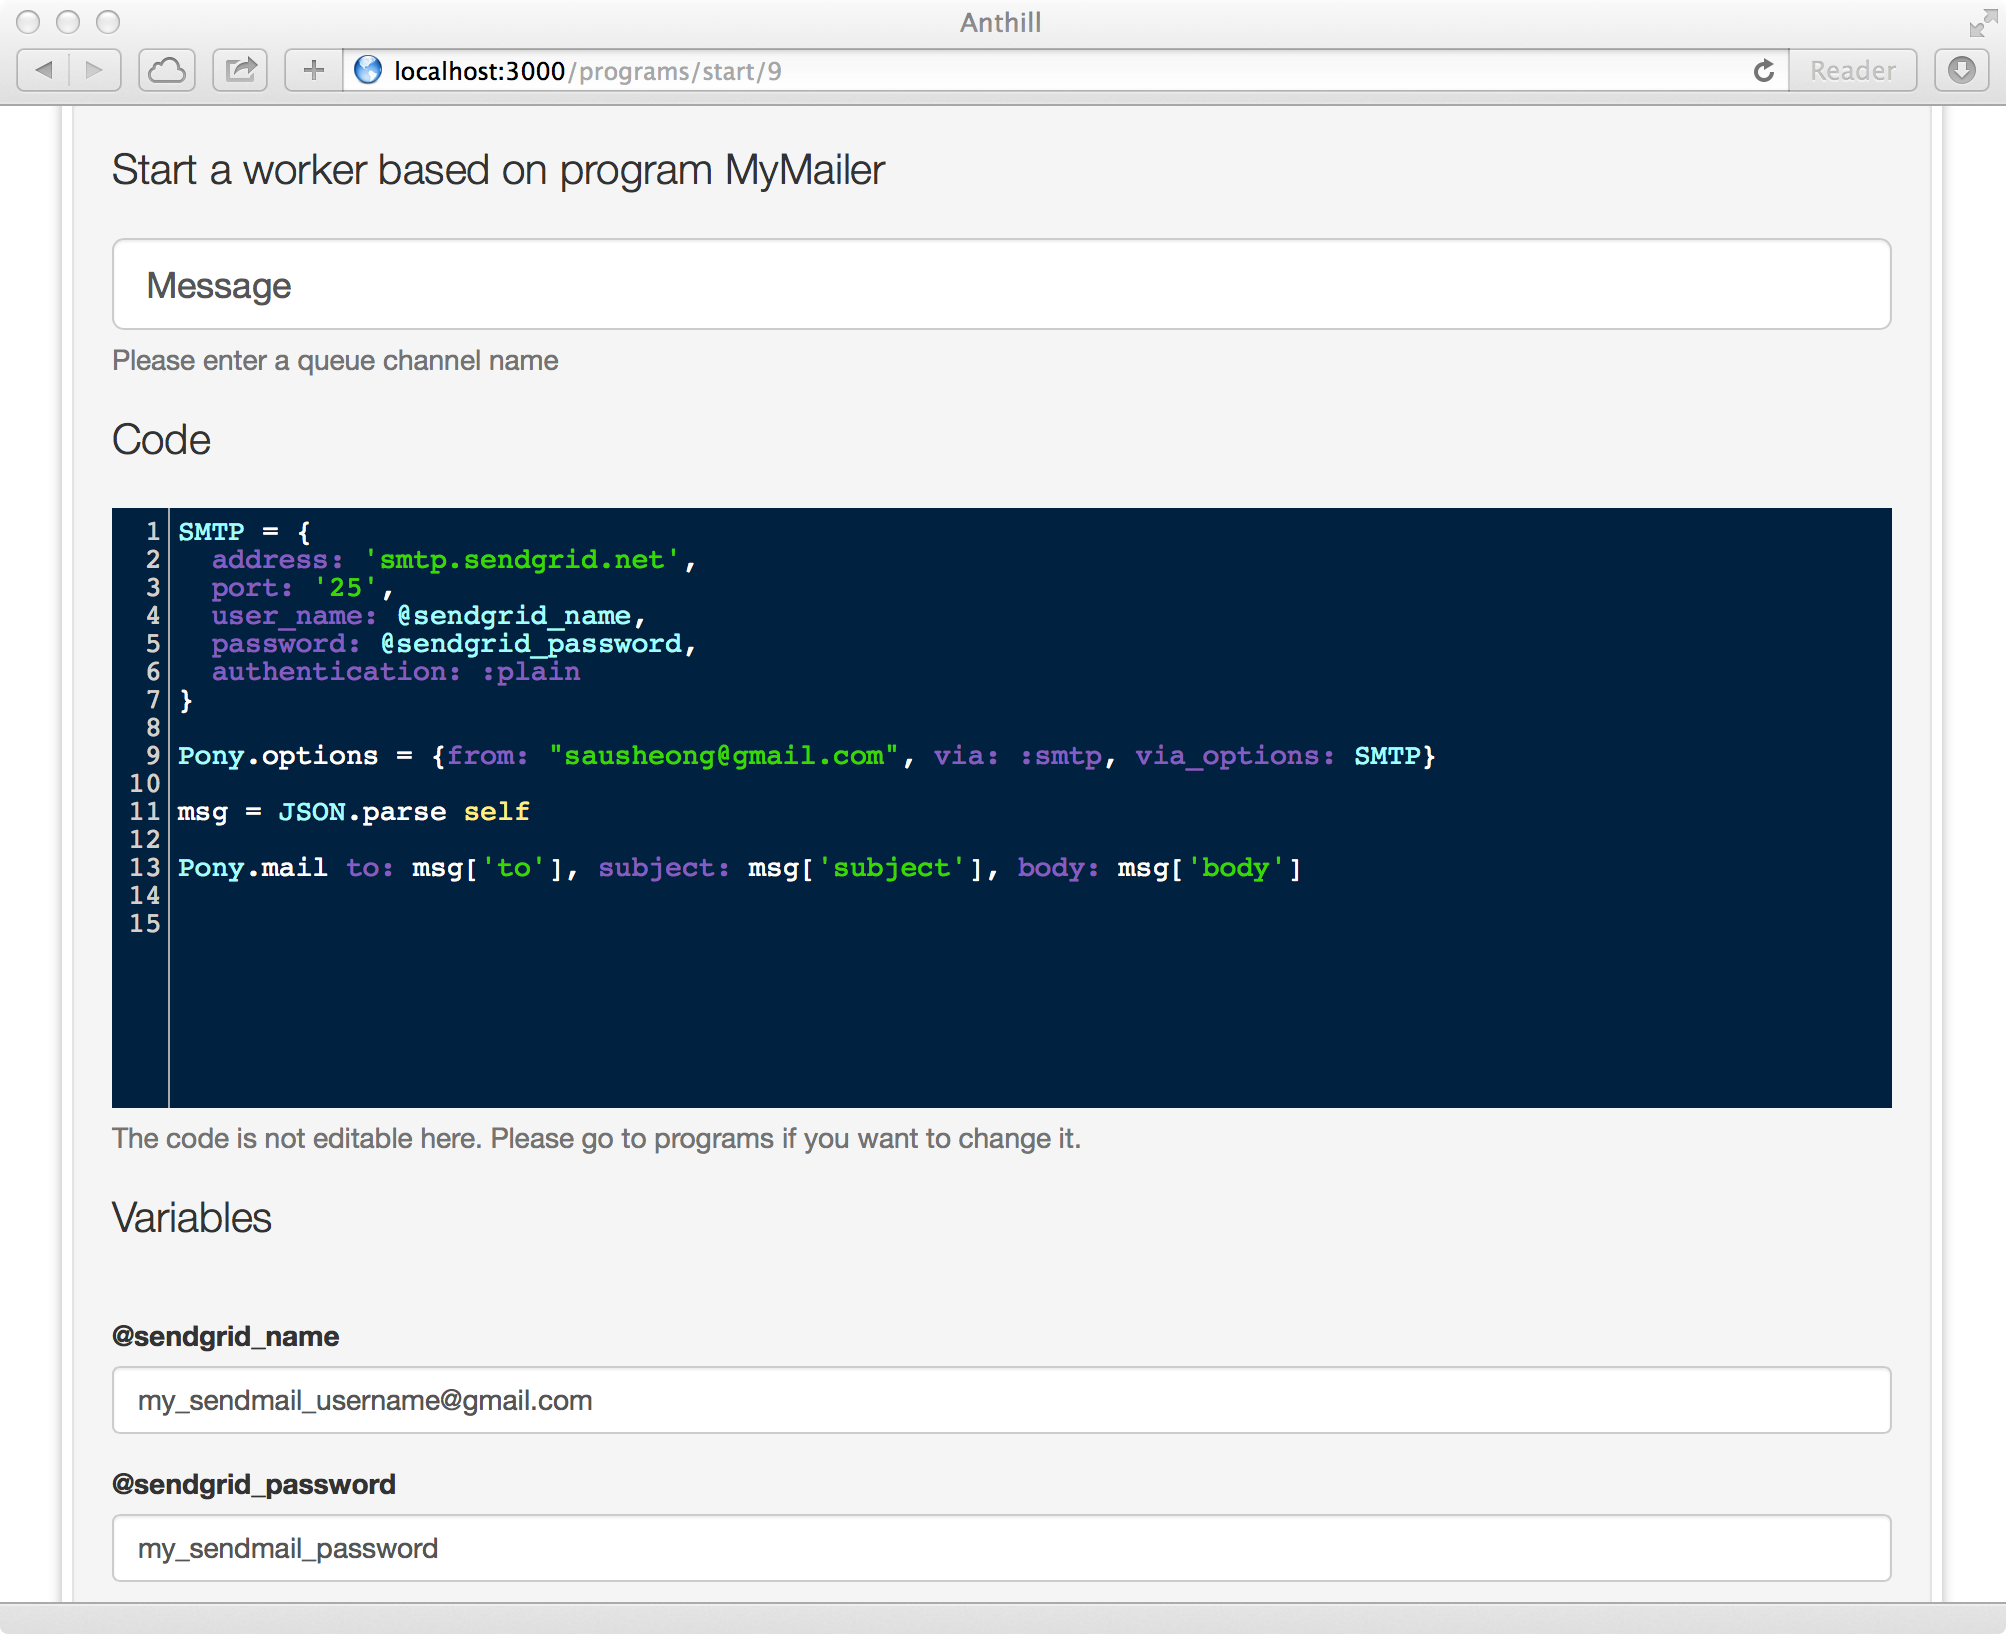 Anthill
localhost:3000/programs/start/9
Reader
Start a worker based on program MyMailer
Message
Please enter a queue channel name
Code
1 SMTP = {
2   address: 'smtp.sendgrid.net',
3   port: '25',
4   user_name: @sendgrid_name,
5   password: @sendgrid_password,
6   authentication: :plain
7 }
8
9 Pony.options = {from: "sausheong@gmail.com", via: :smtp, via_options: SMTP}
10
11 msg = JSON.parse self
12
13 Pony.mail to: msg['to'], subject: msg['subject'], body: msg['body']
14
15
The code is not editable here. Please go to programs if you want to change it.
Variables
@sendgrid_name
my_sendmail_username@gmail.com
@sendgrid_password
my_sendmail_password